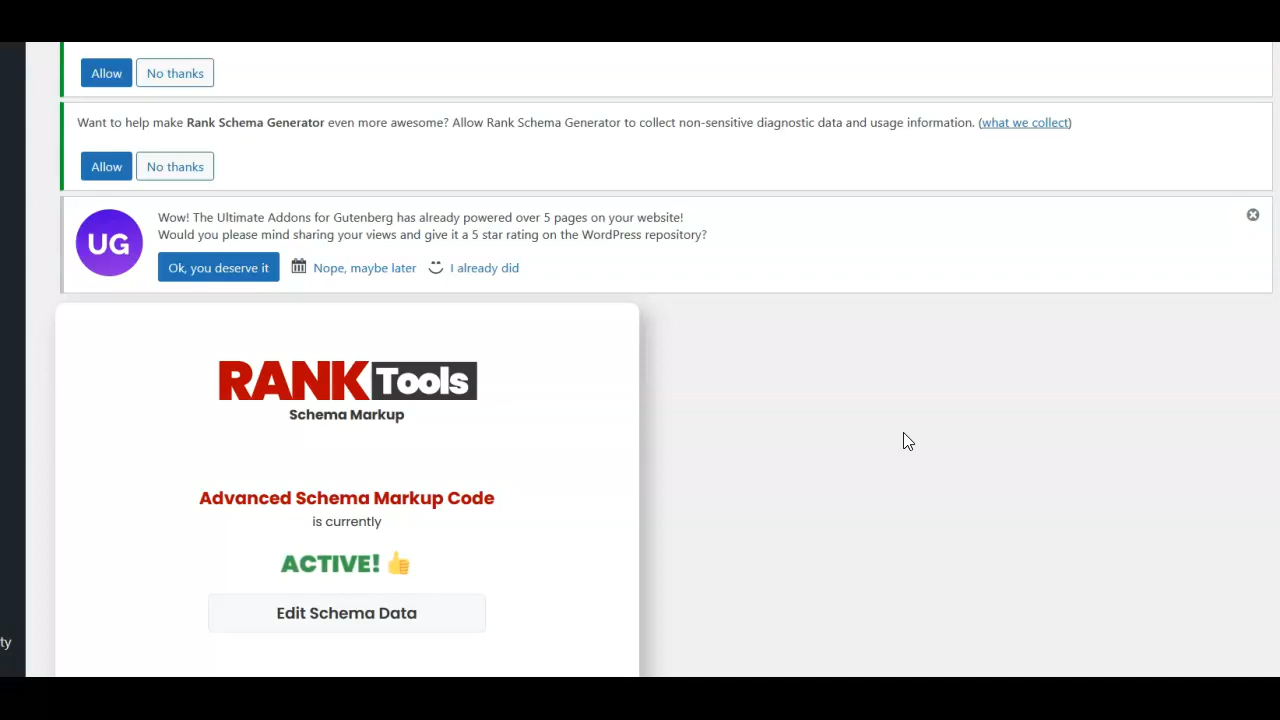 Allow No thanks
Want to help make Rank Schema Generator even more awesome? Allow Rank Schema Generator to collect non-sensitive diagnostic data and usage information. (what we collect)
Allow No thanks
UG
Wow! The Ultimate Addons for Gutenberg has already powered over 5 pages on your website!
Would you please mind sharing your views and give it a 5 star rating on the WordPress repository?
Ok, you deserve it Nope, maybe later I already did
RANK Tools
Schema Markup
Advanced Schema Markup Code
is currently
ACTIVE! 👍
Edit Schema Data
ty